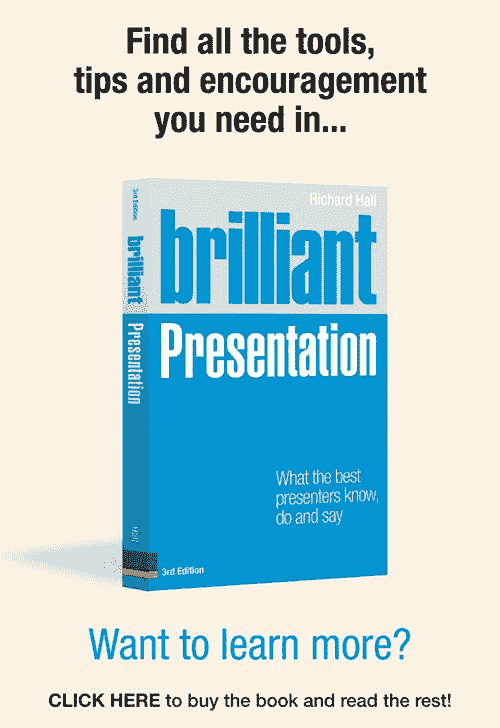 Find all the tools,
tips and encouragement
you need in...
3rd Edition
brilliant
Presentation
Hall
Richard Hall
brilliant
Presentation
What the best
presenters know,
do and say
3rd Edition
Want to learn more?
CLICK HERE to buy the book and read the rest!